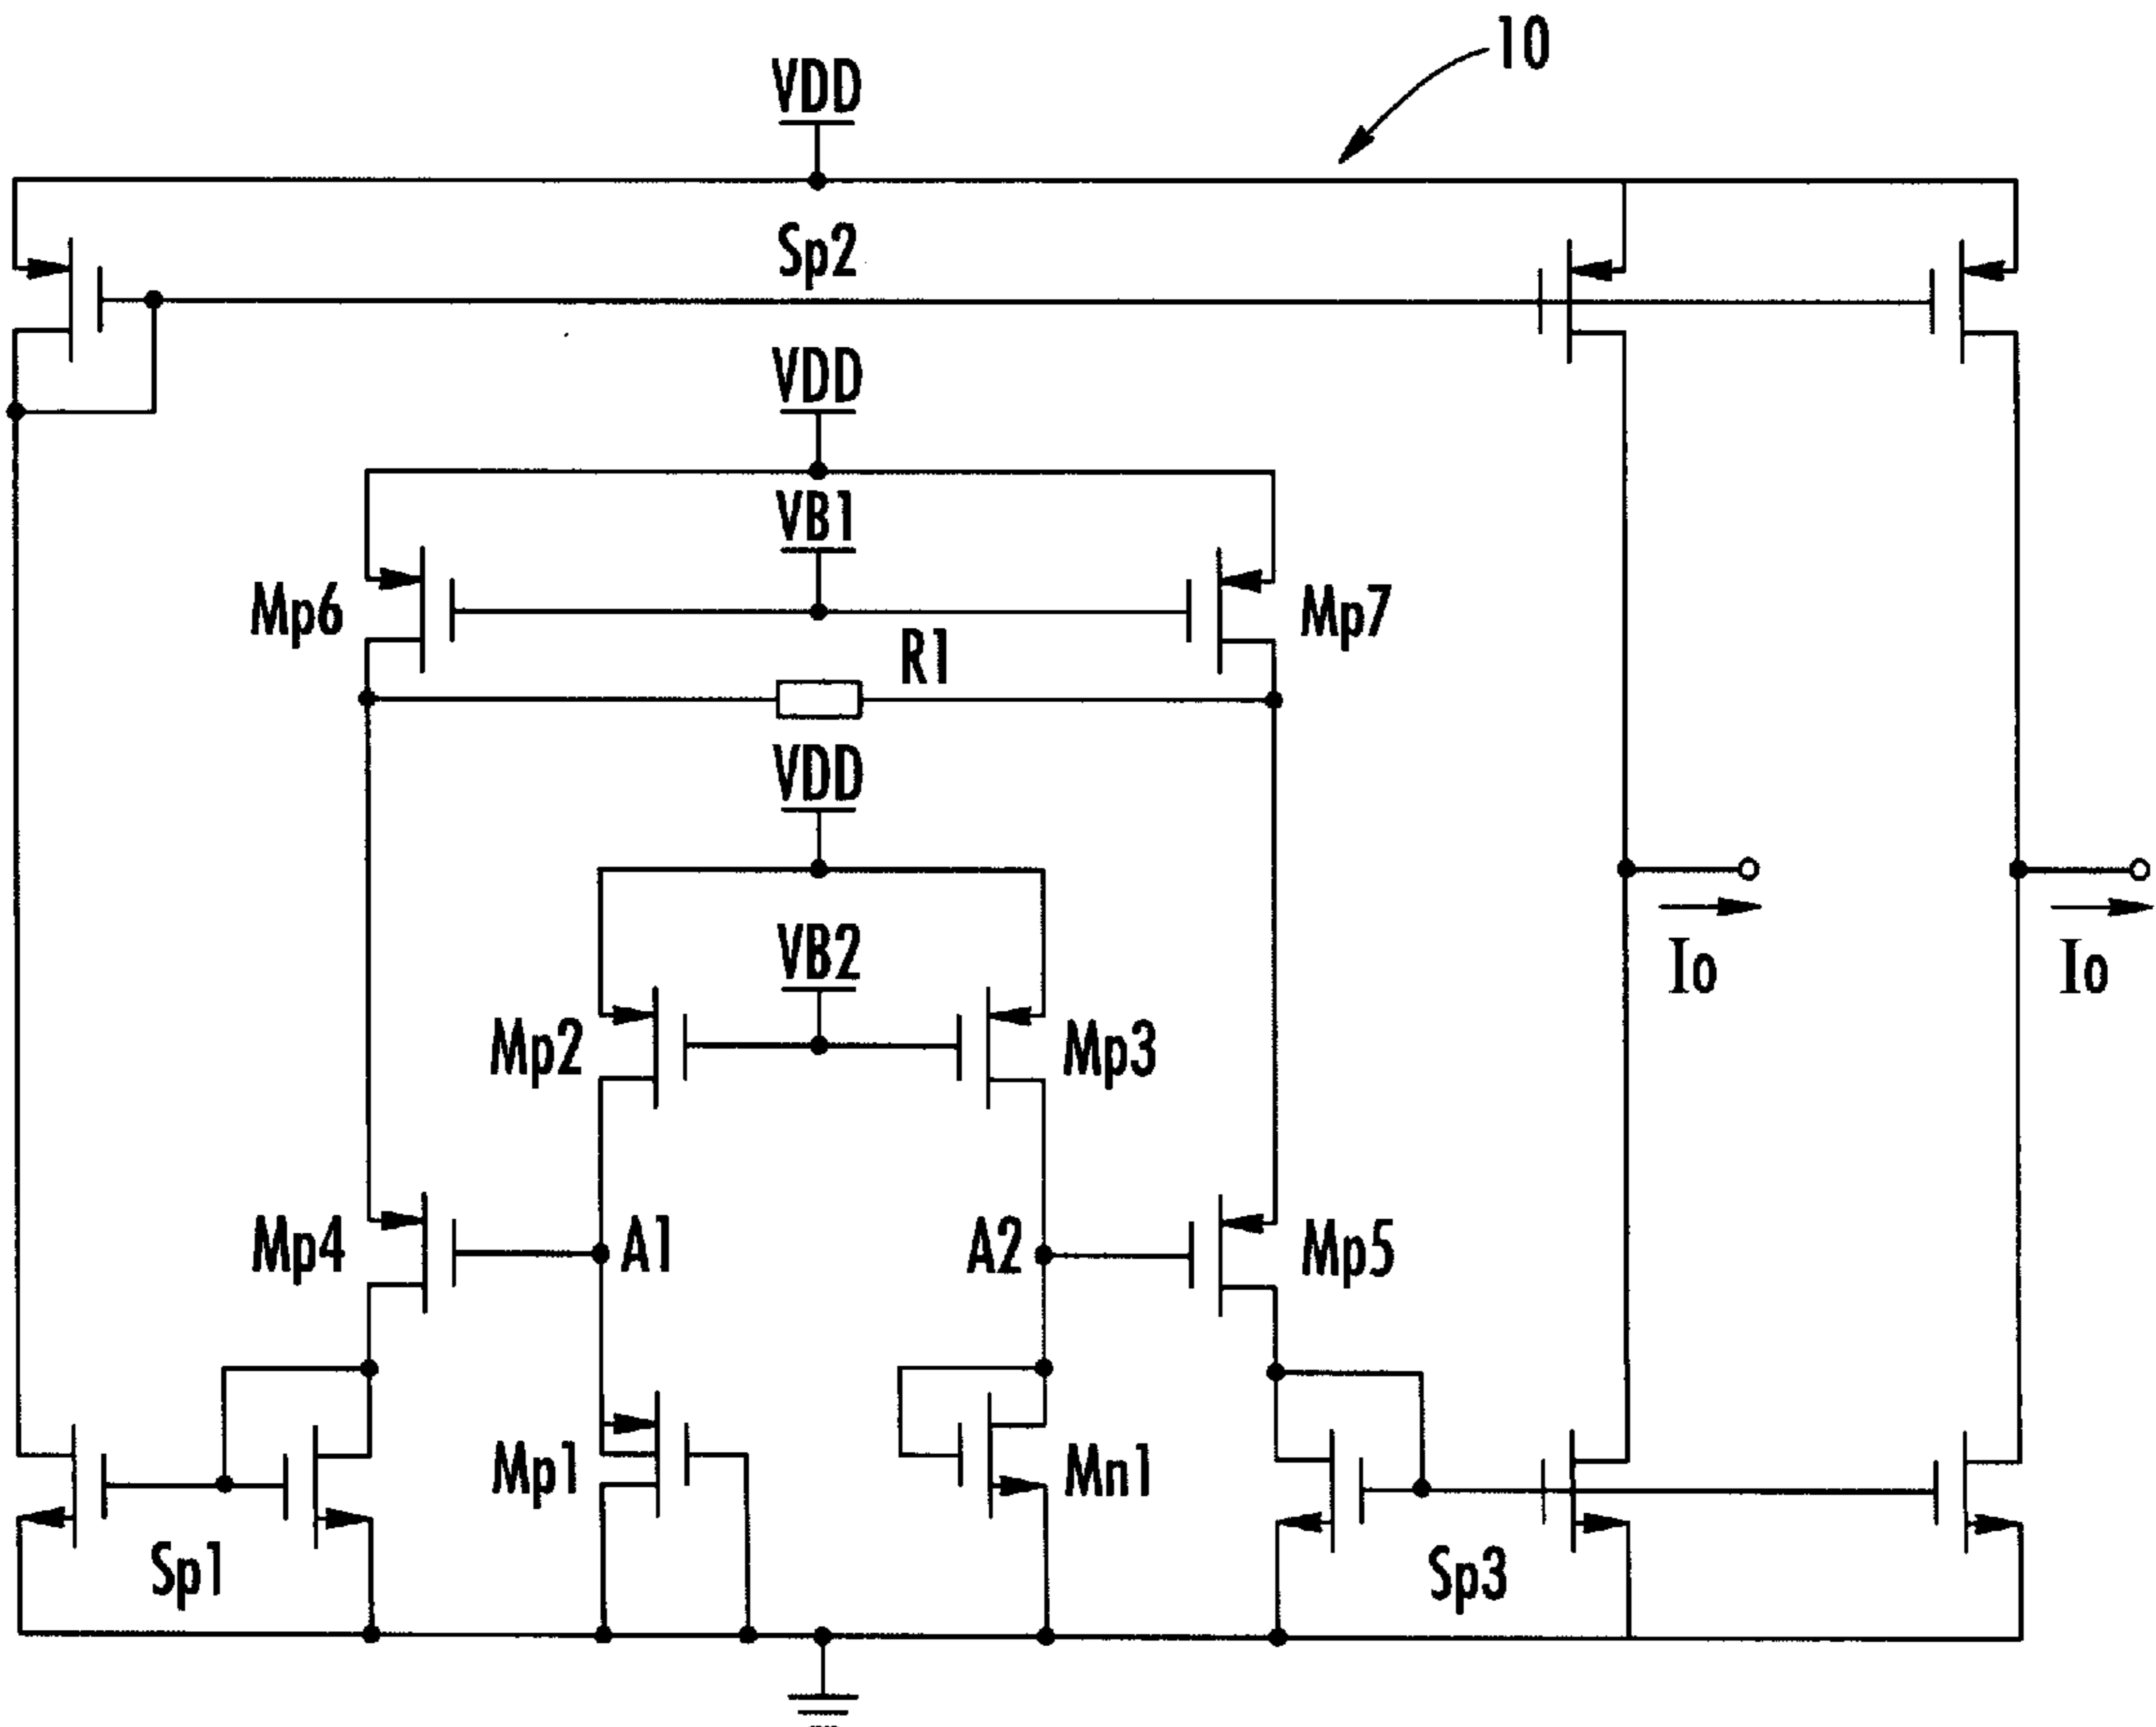 10
VDD
Sp2
VDD
VB1
Mp6
Mp7
R1
VDD
VB2
Io
Io
Mp2
Mp3
Mp4
A1
A2
Mp5
Mp1
Mn1
Sp1
Sp3